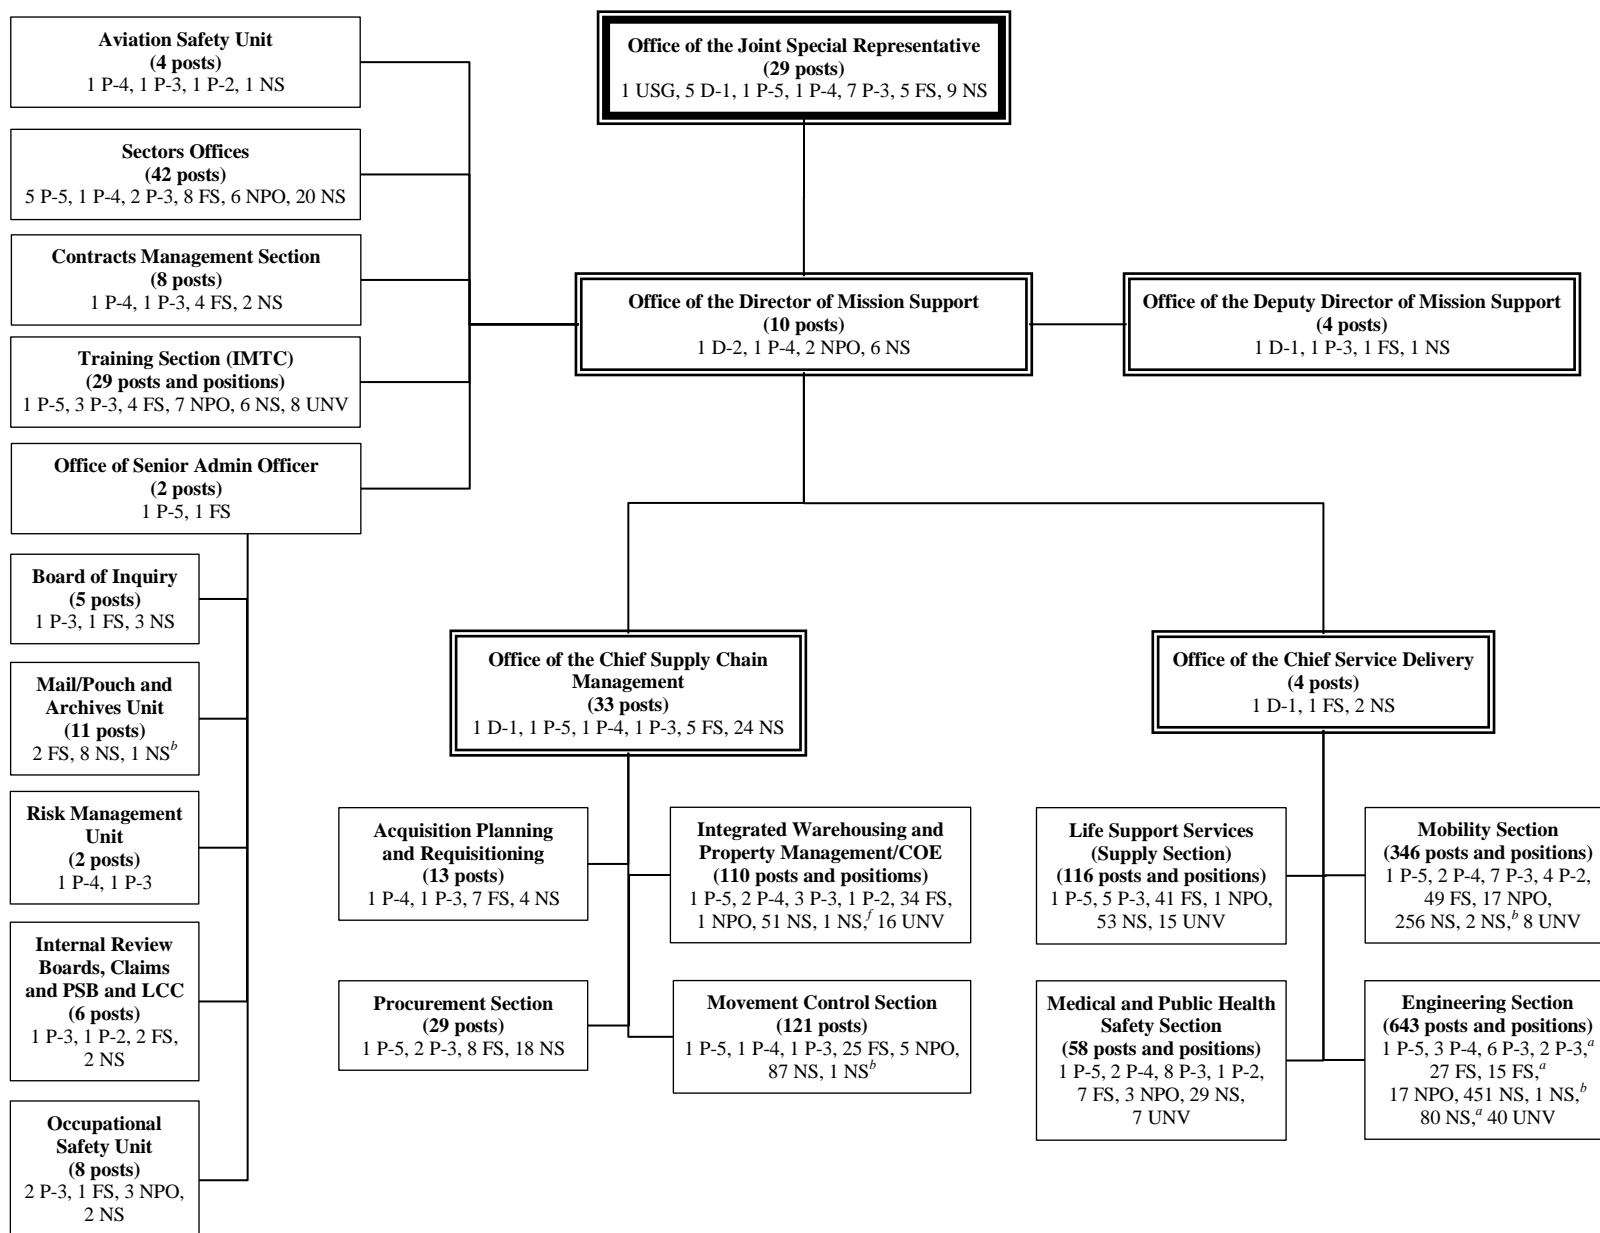 Office of the Joint Special Representative
(29 posts)
1 USG, 5 D-1, 1 P-5, 1 P-4, 7 P-3, 5 FS, 9 NS
Aviation Safety Unit
(4 posts)
1 P-4, 1 P-3, 1 P-2, 1 NS
Sectors Offices
(42 posts)
5 P-5, 1 P-4, 2 P-3, 8 FS, 6 NPO, 20 NS
Contracts Management Section
(8 posts)
1 P-4, 1 P-3, 4 FS, 2 NS
Training Section (IMTC)
(29 posts and positions)
1 P-5, 3 P-3, 4 FS, 7 NPO, 6 NS, 8 UNV
Office of Senior Admin Officer
(2 posts)
1 P-5, 1 FS
Office of the Director of Mission Support
(10 posts)
1 D-2, 1 P-4, 2 NPO, 6 NS
Office of the Deputy Director of Mission Support
(4 posts)
1 D-1, 1 P-3, 1 FS, 1 NS
Board of Inquiry
(5 posts)
1 P-3, 1 FS, 3 NS
Mail/Pouch and
Archives Unit
(11 posts)
2 FS, 8 NS, 1 NS^b
Risk Management
Unit
(2 posts)
1 P-4, 1 P-3
Internal Review
Boards, Claims
and PSB and LCC
(6 posts)
1 P-3, 1 P-2, 2 FS,
2 NS
Occupational
Safety Unit
(8 posts)
2 P-3, 1 FS, 3 NPO,
2 NS
Office of the Chief Supply Chain
Management
(33 posts)
1 D-1, 1 P-5, 1 P-4, 1 P-3, 5 FS, 24 NS
Acquisition Planning
and Requisitioning
(13 posts)
1 P-4, 1 P-3, 7 FS, 4 NS
Integrated Warehousing and
Property Management/COE
(110 posts and positioms)
1 P-5, 2 P-4, 3 P-3, 1 P-2, 34 FS,
1 NPO, 51 NS, 1 NS,^f 16 UNV
Procurement Section
(29 posts)
1 P-5, 2 P-3, 8 FS, 18 NS
Movement Control Section
(121 posts)
1 P-5, 1 P-4, 1 P-3, 25 FS, 5 NPO,
87 NS, 1 NS^b
Office of the Chief Service Delivery
(4 posts)
1 D-1, 1 FS, 2 NS
Life Support Services
(Supply Section)
(116 posts and positions)
1 P-5, 5 P-3, 41 FS, 1 NPO,
53 NS, 15 UNV
Mobility Section
(346 posts and positions)
1 P-5, 2 P-4, 7 P-3, 4 P-2,
49 FS, 17 NPO,
256 NS, 2 NS,^b 8 UNV
Medical and Public Health
Safety Section
(58 posts and positions)
1 P-5, 2 P-4, 8 P-3, 1 P-2,
7 FS, 3 NPO, 29 NS,
7 UNV
Engineering Section
(643 posts and positions)
1 P-5, 3 P-4, 6 P-3, 2 P-3,^a
27 FS, 15 FS,^a
17 NPO, 451 NS, 1 NS,^b
80 NS,^a 40 UNV